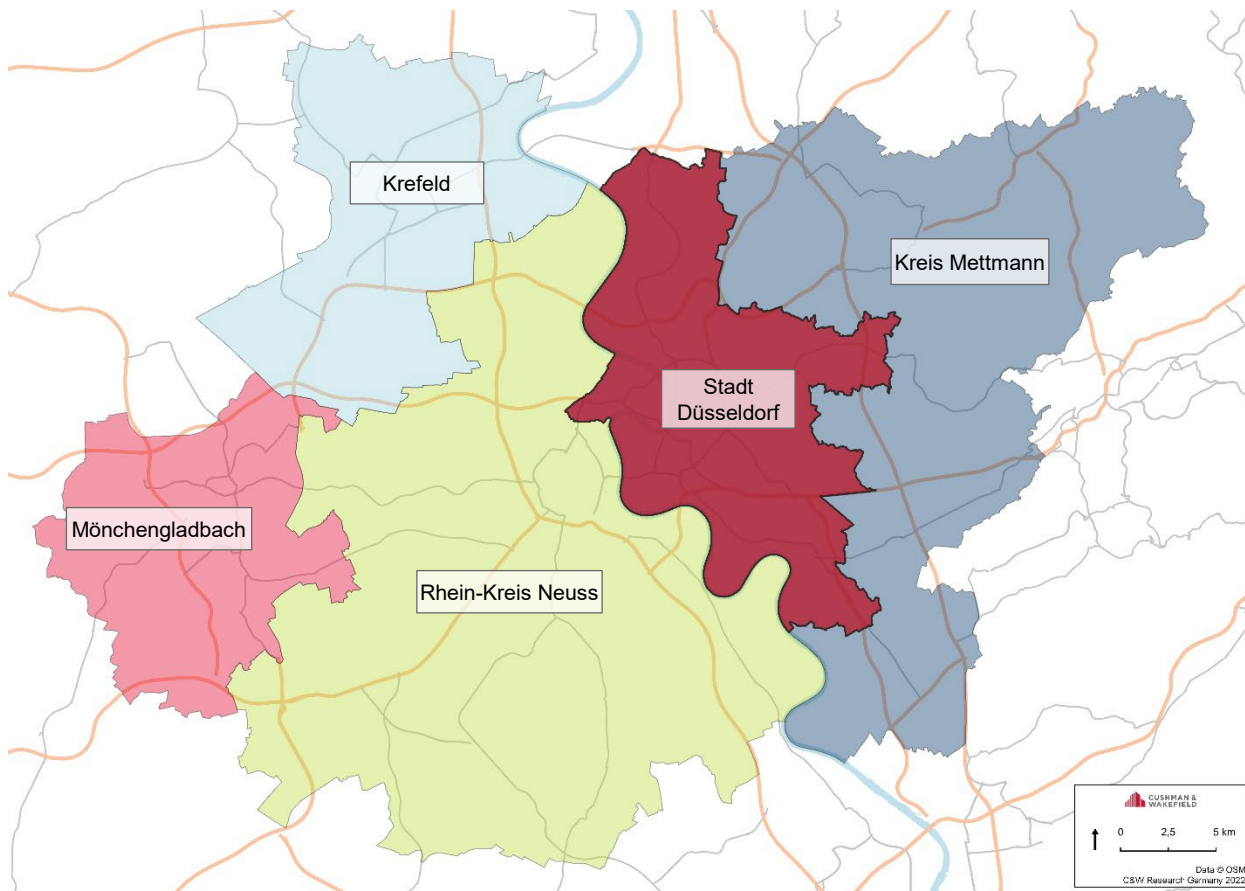 Krefeld
Kreis Mettmann
Stadt
Düsseldorf
Mönchengladbach
Rhein-Kreis Neuss
CUSHMAN &
WAKEFIELD
0 2,5 5 km
Data © OSM
C&W Research Germany 2022